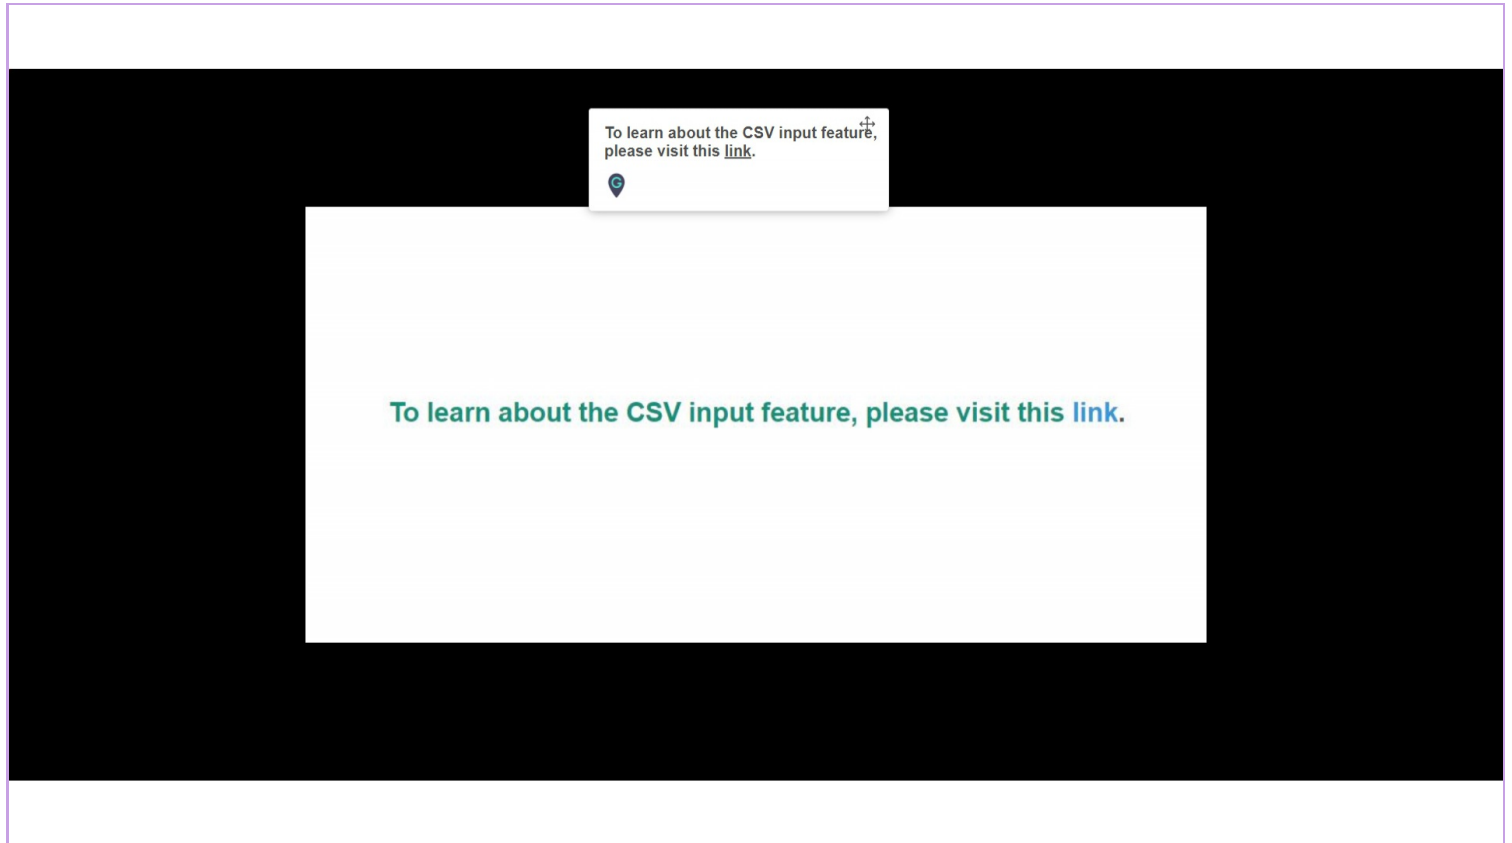 To learn about the CSV input feature,
please visit this link.
G
To learn about the CSV input feature, please visit this link.